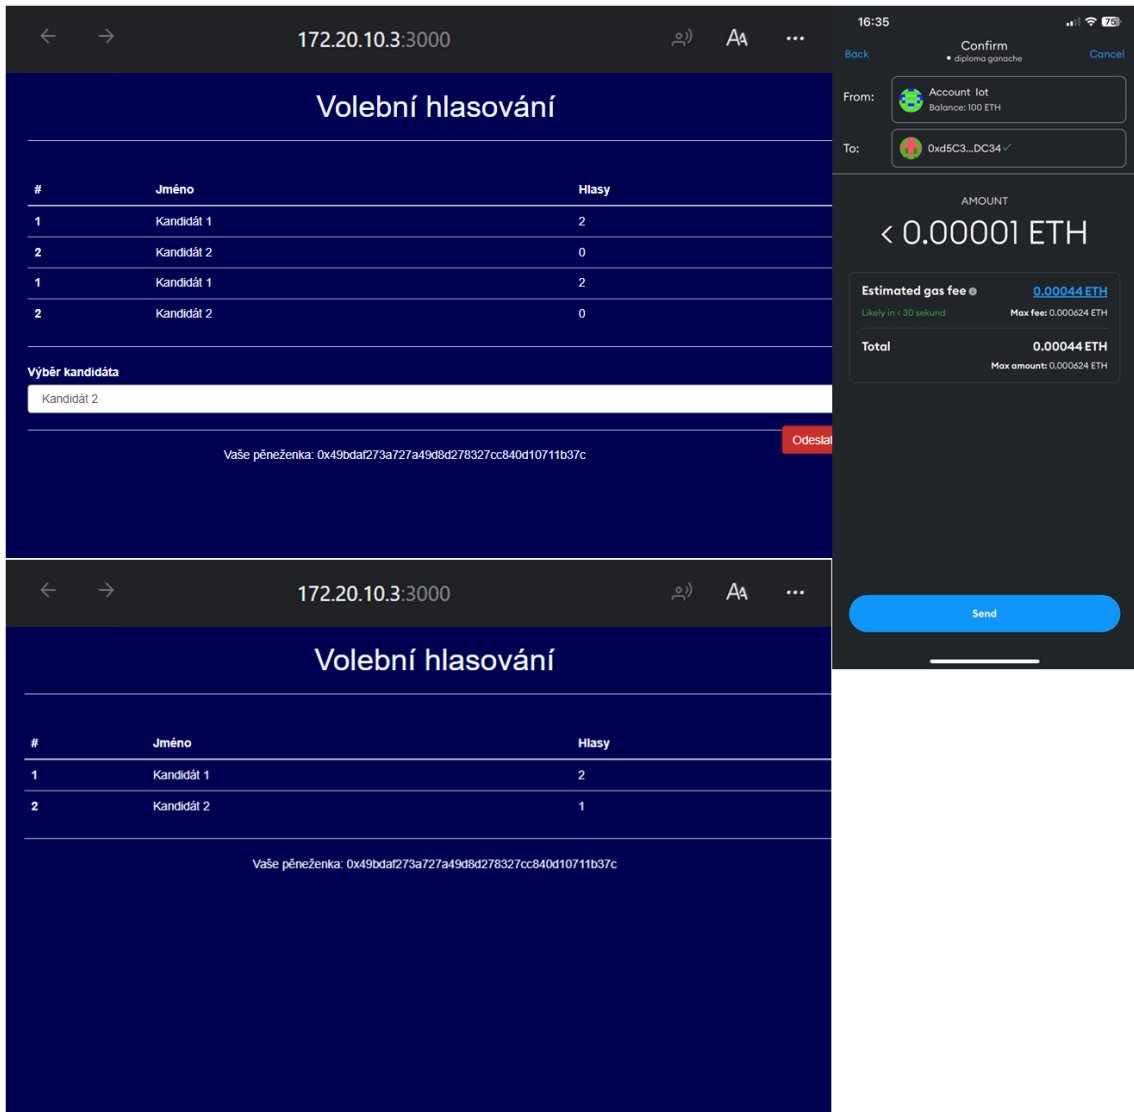 172.20.10.3:3000
Volební hlasování
# Jméno Hlasy
1 Kandidát 1 2
2 Kandidát 2 0
1 Kandidát 1 2
2 Kandidát 2 0
Výběr kandidáta
Kandidát 2
Odeslat
Vaše pěneženka: 0x49bdaf273a727a49d8d278327cc840d10711b37c
16:35
75
Back
Confirm
Cancel
diploma ganache
From:
Account Iot
Balance: 100 ETH
To:
0xd5C3...DC34
AMOUNT
< 0.00001 ETH
Estimated gas fee 0.00044 ETH
Likely in < 30 sekund Max fee: 0.000624 ETH
Total 0.00044 ETH
Max amount: 0.000624 ETH
Send
172.20.10.3:3000
Volební hlasování
# Jméno Hlasy
1 Kandidát 1 2
2 Kandidát 2 1
Vaše pěneženka: 0x49bdaf273a727a49d8d278327cc840d10711b37c